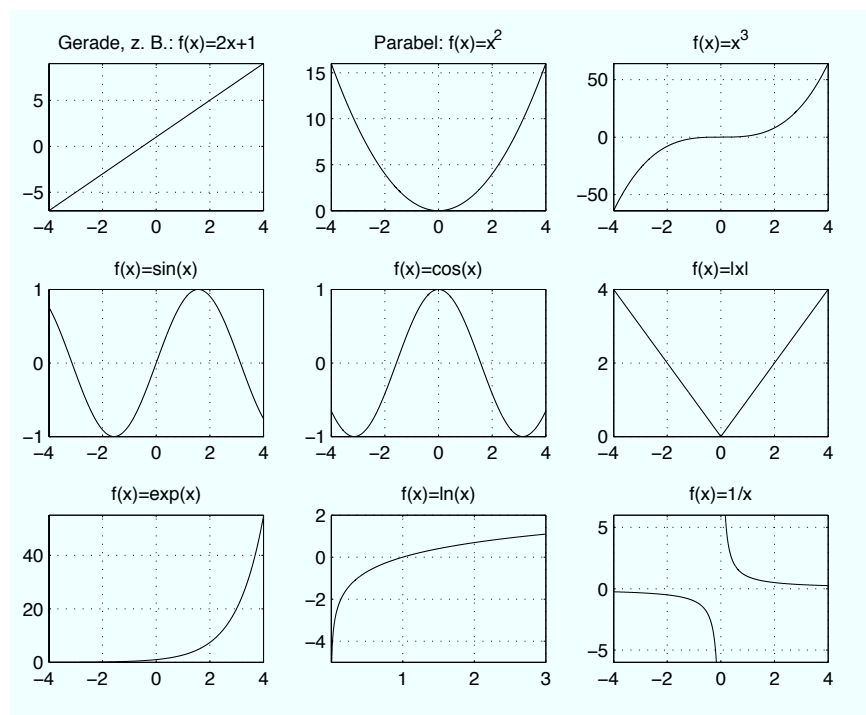 Gerade, z. B.: f(x)=2x+1
5
0
−5
−4 −2 0 2 4
Parabel: f(x)=x²
15
10
5
0
−4 −2 0 2 4
f(x)=x³
50
0
−50
−4 −2 0 2 4
f(x)=sin(x)
1
0
−1
−4 −2 0 2 4
f(x)=cos(x)
1
0
−1
−4 −2 0 2 4
f(x)=|x|
4
2
0
−4 −2 0 2 4
f(x)=exp(x)
40
20
0
−4 −2 0 2 4
f(x)=ln(x)
2
0
−2
−4
1 2 3
f(x)=1/x
5
0
−5
−4 −2 0 2 4